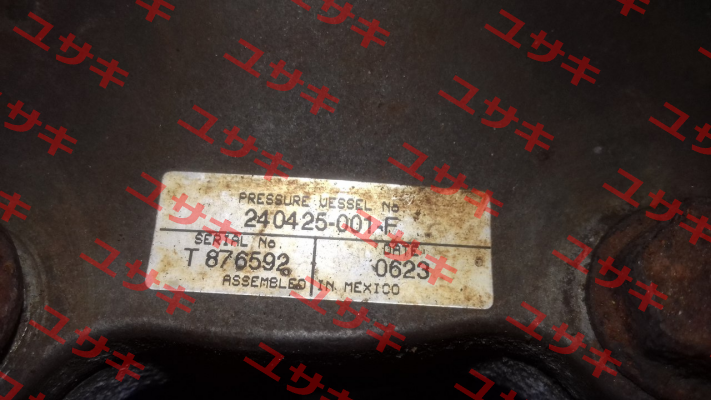 PRESSURE VESSEL No.
240425-001-F
SERIAL No. DATE
T 876592 0623
ASSEMBLED IN MEXICO
ユサキ